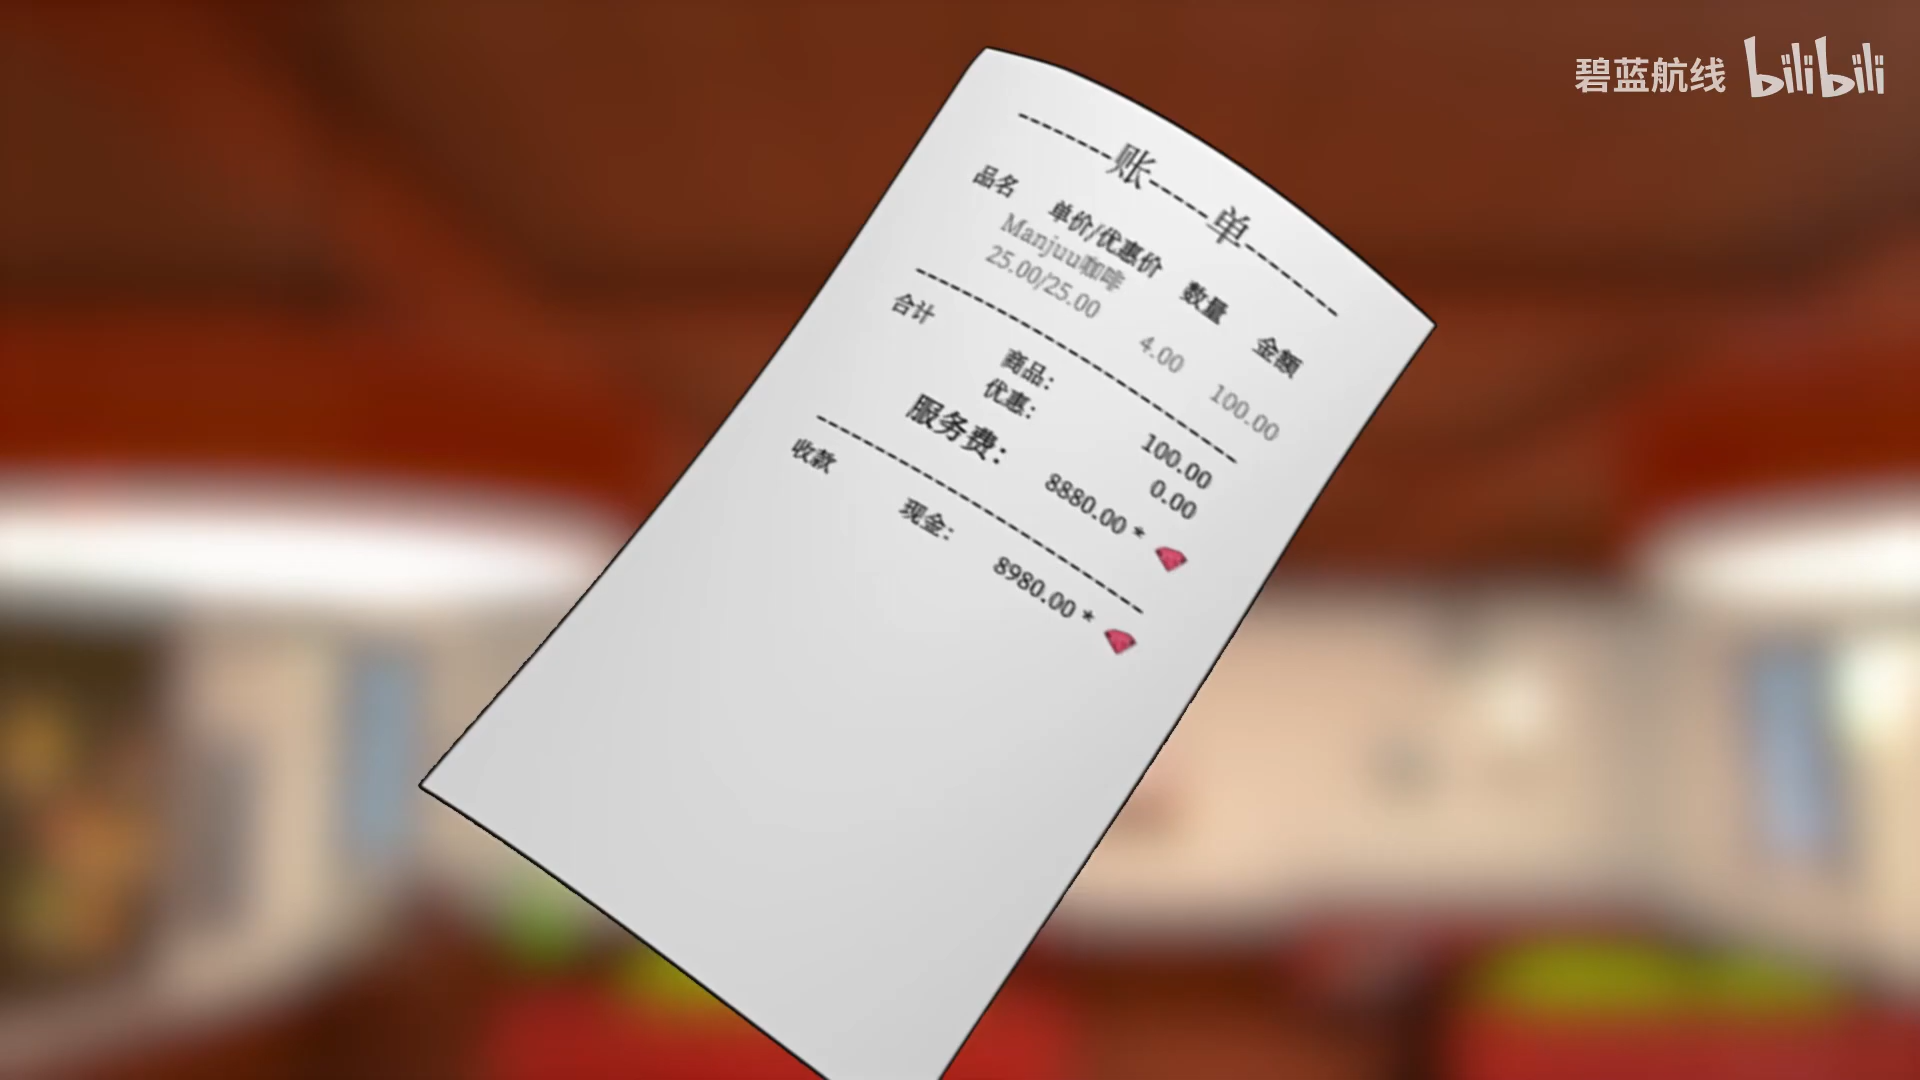 碧蓝航线 bilibili
------账------单------
品名 单价/优惠价 数量 金额
Manjuu咖啡
25.00/25.00 4.00 100.00
合计
商品： 100.00
优惠： 0.00
服务费： 8880.00 *
收款
现金： 8980.00 *